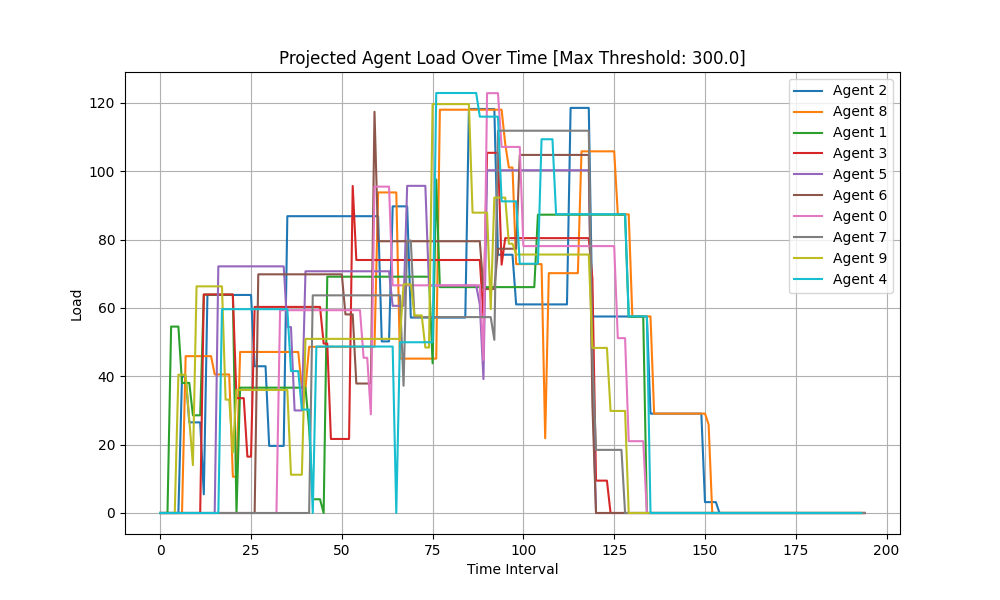 Projected Agent Load Over Time [Max Threshold: 300.0]
Load
120
100
80
60
40
20
0
0 25 50 75 100 125 150 175 200
Time Interval
Agent 2
Agent 8
Agent 1
Agent 3
Agent 5
Agent 6
Agent 0
Agent 7
Agent 9
Agent 4